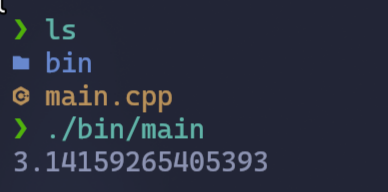 ❯ ls
bin
main.cpp
❯ ./bin/main
3.14159265405393